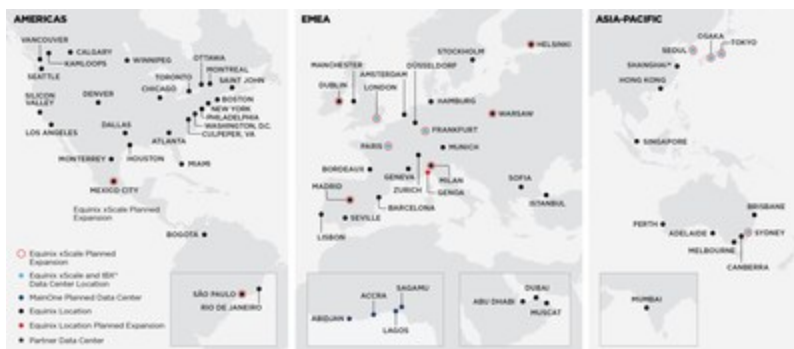 AMERICAS
VANCOUVER
CALGARY
KAMLOOPS
SEATTLE
WINNIPEG
OTTAWA
MONTREAL
TORONTO
SAINT JOHN
CHICAGO
SILICON
VALLEY
DENVER
BOSTON
NEW YORK
PHILADELPHIA
WASHINGTON, D.C.
CULPEPER, VA
LOS ANGELES
DALLAS
ATLANTA
MONTERREY
HOUSTON
MIAMI
MEXICO CITY
Equinix xScale Planned
Expansion
BOGOTA
Equinix xScale Planned
Expansion
Equinix xScale and IBX
Data Center Location
MainOne Planned Data Center
Equinix Location
Equinix Location Planned Expansion
Partner Data Center
SÃO PAULO
RIO DE JANEIRO
EMEA
HELSINKI
STOCKHOLM
MANCHESTER
DÜSSELDORF
AMSTERDAM
DUBLIN
LONDON
HAMBURG
WARSAW
FRANKFURT
PARIS
MUNICH
BORDEAUX
GENEVA
MILAN
ZURICH
GENOA
MADRID
SOFIA
ISTANBUL
BARCELONA
SEVILLE
LISBON
ABIDJAN
ACCRA
SAGAMU
LAGOS
ABU DHABI
DUBAI
MUSCAT
ASIA-PACIFIC
OSAKA
SEOUL
TOKYO
SHANGHAI*
HONG KONG
SINGAPORE
BRISBANE
PERTH
ADELAIDE
SYDNEY
MELBOURNE
CANBERRA
MUMBAI